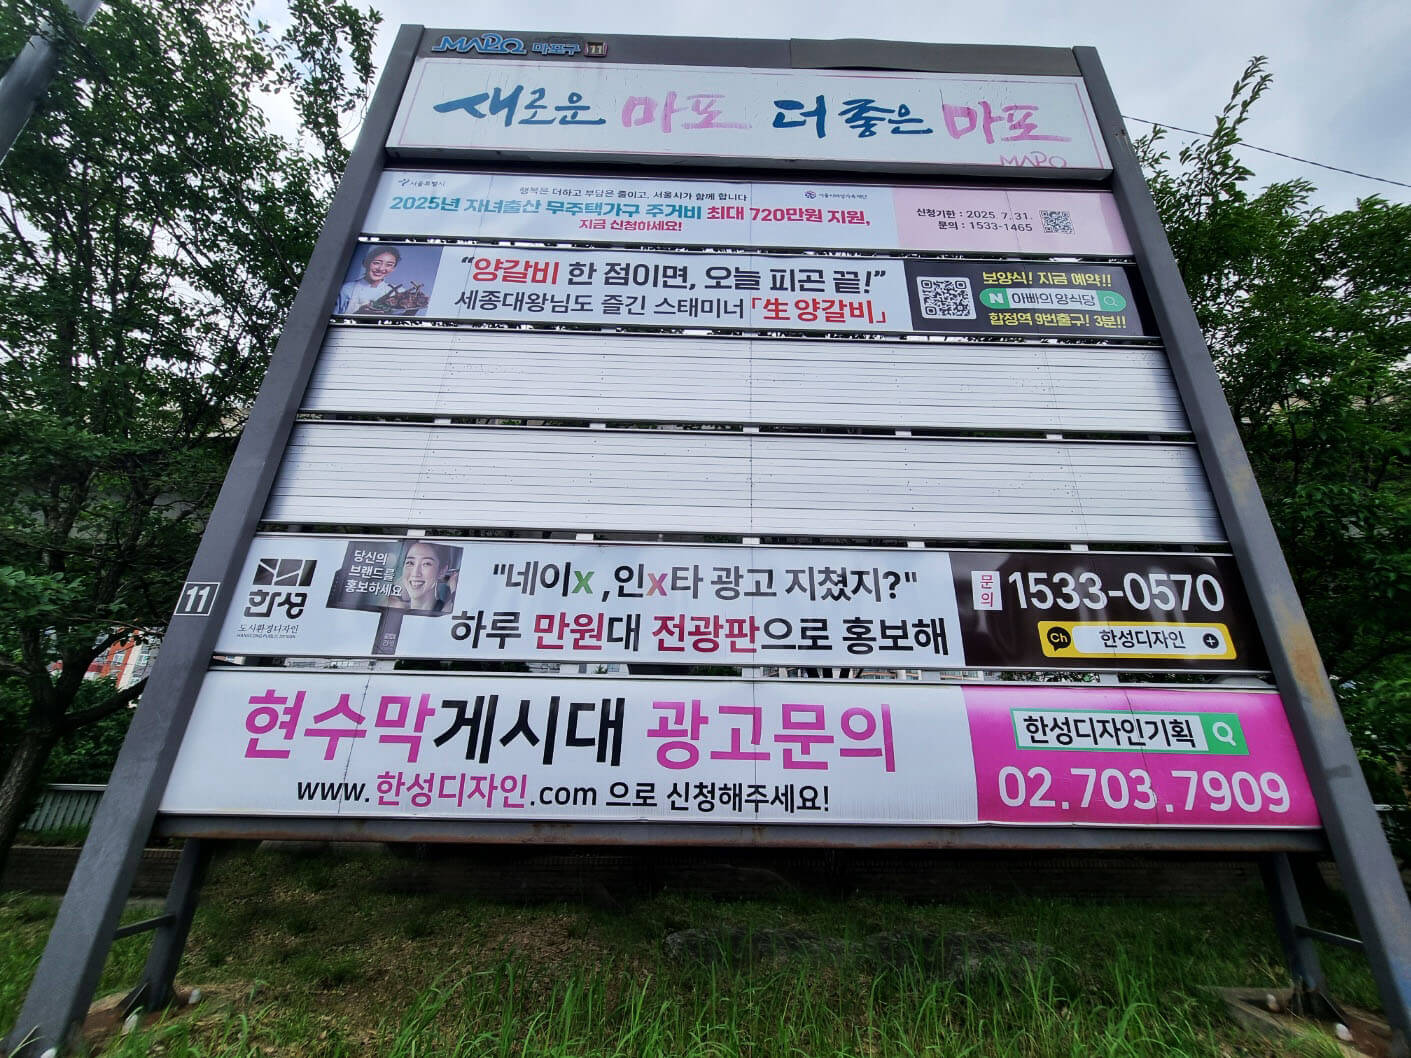 MAPO 마포구 11
새로운 마포 더 좋은 마포
MAPO
서울특별시
행복은 더하고 부담은 줄이고, 서울시가 함께 합니다
2025년 자녀출산 무주택가구 주거비 최대 720만원 지원,
지금 신청하세요!
신청기한 : 2025. 7. 31.
문의 : 1533-1465
“양갈비 한 점이면, 오늘 피곤 끝!”
세종대왕님도 즐긴 스태미너 「生양갈비」
보양식! 지금 예약!!
N 아빠의 양식당
합정역 9번출구! 3분!!
11
한성
도시환경디자인
당신의
브랜드를
홍보하세요
"네이x ,인x타 광고 지쳤지?"
하루 만원대 전광판으로 홍보해
문의 1533-0570
Ch 한성디자인 +
현수막게시대 광고문의
www.한성디자인.com 으로 신청해주세요!
한성디자인기획
02.703.7909